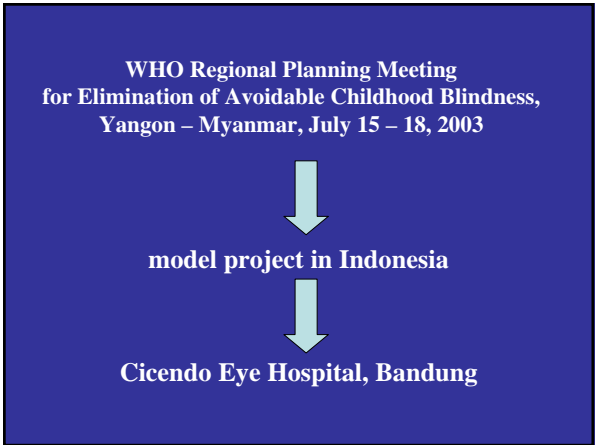 WHO Regional Planning Meeting
for Elimination of Avoidable Childhood Blindness,
Yangon – Myanmar, July 15 – 18, 2003
model project in Indonesia
Cicendo Eye Hospital, Bandung